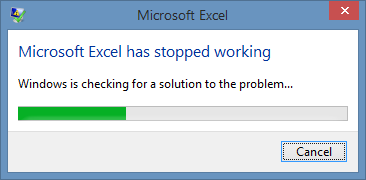 Microsoft Excel
Microsoft Excel has stopped working
Windows is checking for a solution to the problem...
Cancel